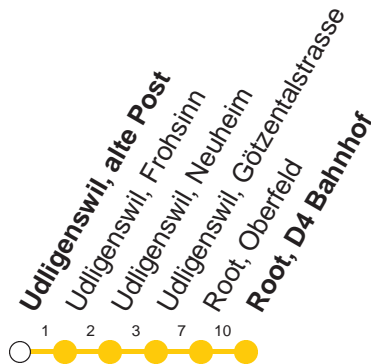 Udligenswil, alte Post
Udligenswil, Frohsinn
Udligenswil, Neuheim
Udligenswil, Götzentalstrasse
Root, Oberfeld
Root, D4 Bahnhof
1 2 3 7 10